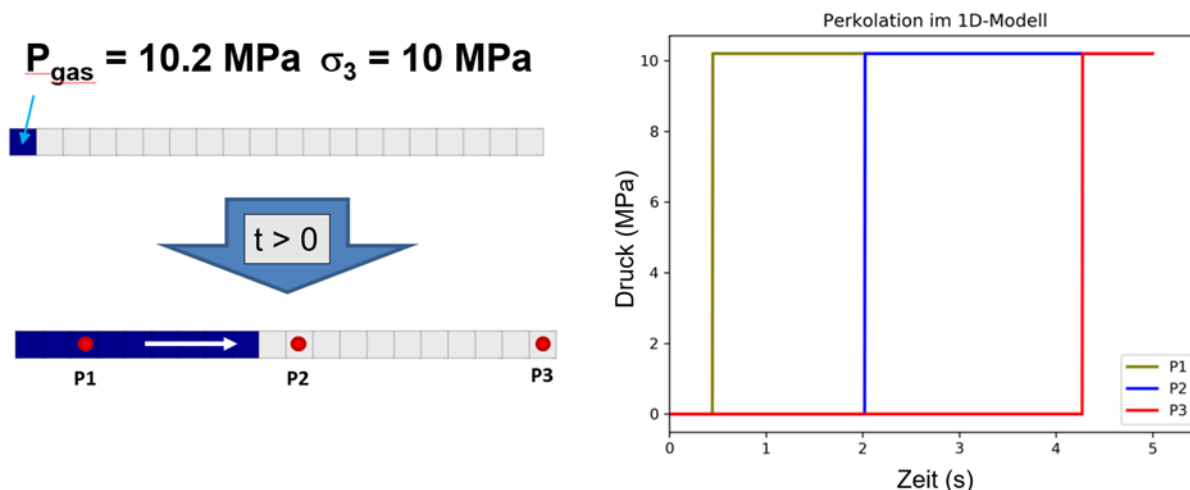 P_gas = 10.2 MPa σ₃ = 10 MPa
t > 0
P1 P2 P3
Perkolation im 1D-Modell
Druck (MPa)
10
8
6
4
2
0
0 1 2 3 4 5
Zeit (s)
P1
P2
P3